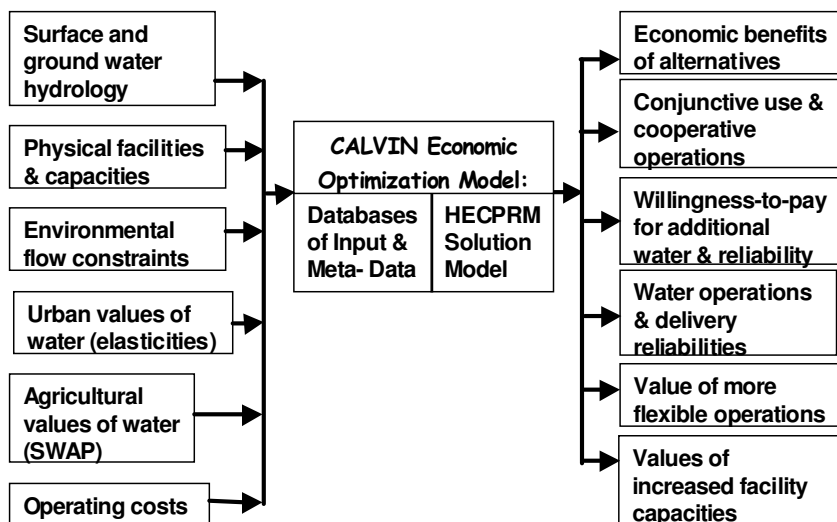 Surface and
ground water
hydrology
Physical facilities
& capacities
Environmental
flow constraints
Urban values of
water (elasticities)
Agricultural
values of water
(SWAP)
Operating costs
CALVIN Economic
Optimization Model:
Databases
of Input &
Meta- Data
HECPRM
Solution
Model
Economic benefits
of alternatives
Conjunctive use &
cooperative
operations
Willingness-to-pay
for additional
water & reliability
Water operations
& delivery
reliabilities
Value of more
flexible operations
Values of
increased facility
capacities